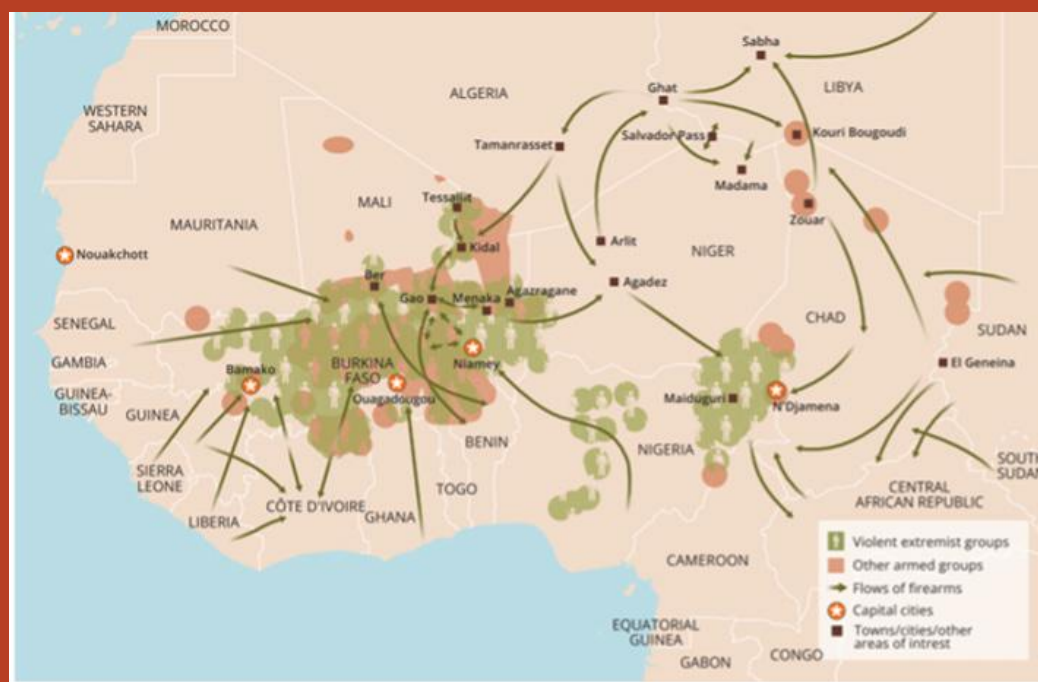 MOROCCO
Sabha
LIBYA
ALGERIA
Ghat
WESTERN
SAHARA
Salvador Pass
Kouri Bougoudi
Tamanrasset
Madama
Tessallit
MALI
Zouar
MAURITANIA
Kidal
Arlit
NIGER
Nouakchott
Ber
Agadez
Gao
Menaka
Agazragane
SENEGAL
CHAD
SUDAN
GAMBIA
Bamako
BURKINA
FASO
Niamey
El Geneina
GUINEA-
BISSAU
Ouagadougou
Maiduguri
N'Djamena
GUINEA
BENIN
NIGERIA
SIERRA
LEONE
TOGO
SOUTH
SUDAN
CÔTE D'IVOIRE
GHANA
CENTRAL
AFRICAN REPUBLIC
LIBERIA
CAMEROON
Violent extremist groups
Other armed groups
Flows of firearms
Capital cities
Towns/cities/other
areas of intrest
EQUATORIAL
GUINEA
GABON
CONGO